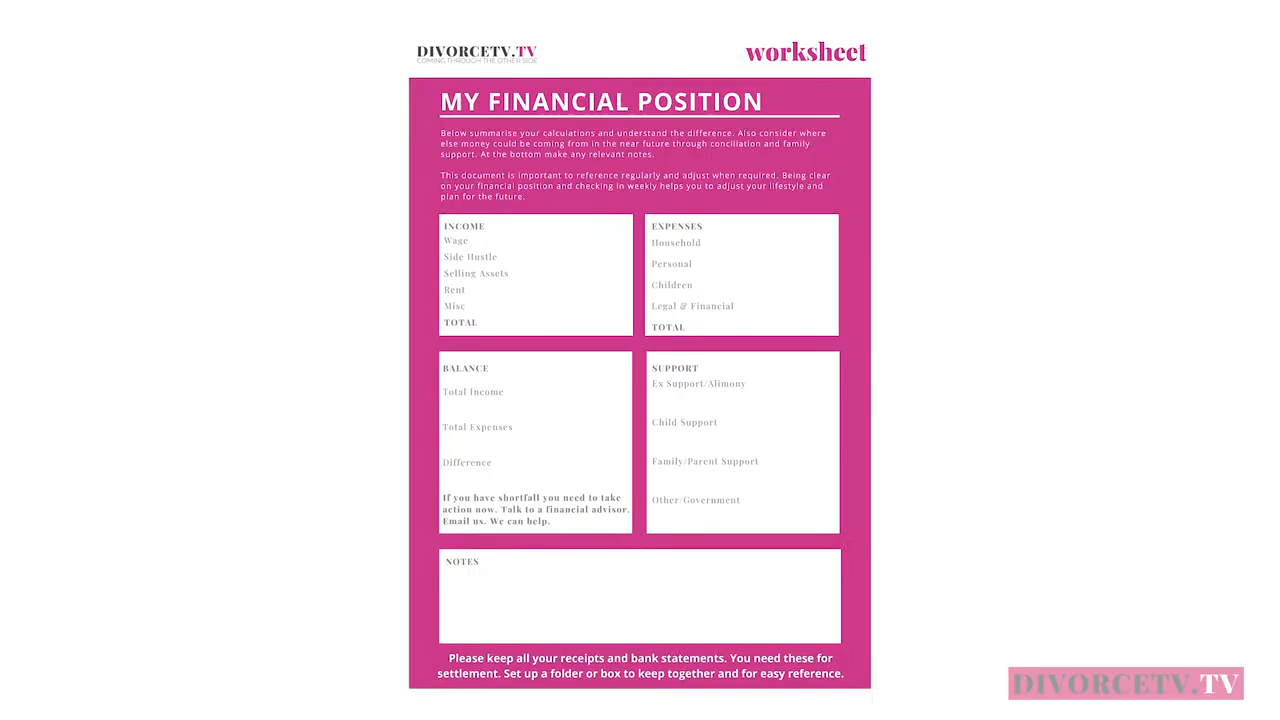 DIVORCETV.TV
COMING THROUGH THE OTHER SIDE
worksheet
MY FINANCIAL POSITION
Below summarise your calculations and understand the difference. Also consider where
else money could be coming from in the near future through conciliation and family
support. At the bottom make any relevant notes.
This document is important to reference regularly and adjust when required. Being clear
on your financial position and checking in weekly helps you to adjust your lifestyle and
plan for the future.
INCOME
Wage
Side Hustle
Selling Assets
Rent
Misc
TOTAL
EXPENSES
Household
Personal
Children
Legal & Financial
TOTAL
BALANCE
Total Income
Total Expenses
Difference
If you have shortfall you need to take
action now. Talk to a financial advisor.
Email us. We can help.
SUPPORT
Ex Support/Alimony
Child Support
Family/Parent Support
Other/Government
NOTES
Please keep all your receipts and bank statements. You need these for
settlement. Set up a folder or box to keep together and for easy reference.
DIVORCETV.TV